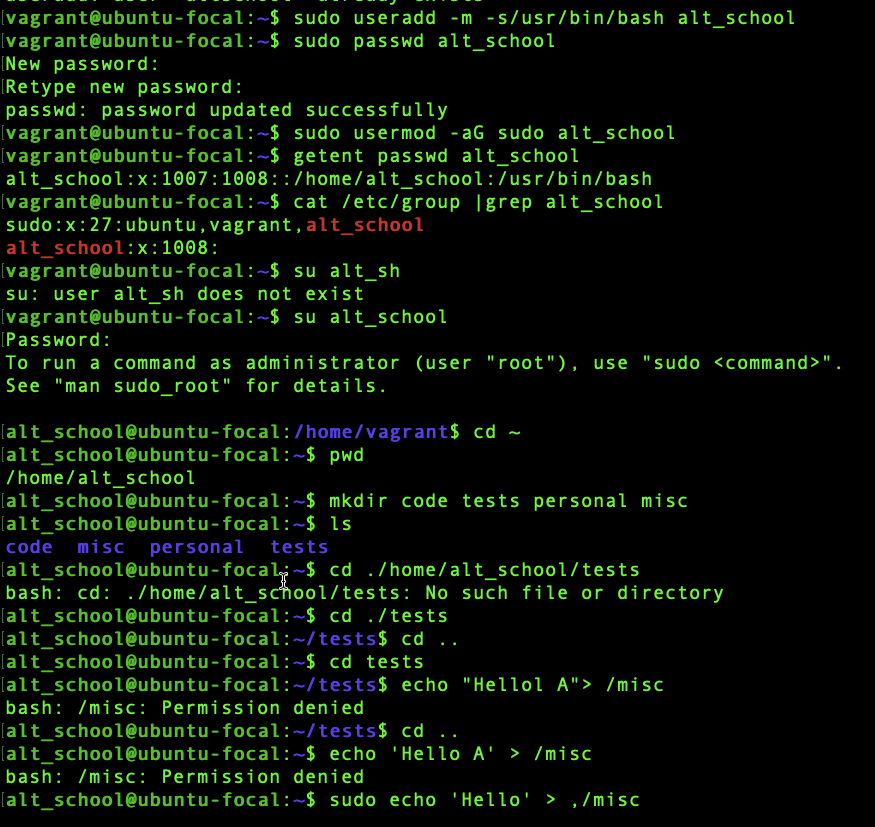 vagrant@ubuntu-focal:~$ sudo useradd -m -s/usr/bin/bash alt_school
vagrant@ubuntu-focal:~$ sudo passwd alt_school
New password:
Retype new password:
passwd: password updated successfully
vagrant@ubuntu-focal:~$ sudo usermod -aG sudo alt_school
vagrant@ubuntu-focal:~$ getent passwd alt_school
alt_school:x:1007:1008::/home/alt_school:/usr/bin/bash
vagrant@ubuntu-focal:~$ cat /etc/group |grep alt_school
sudo:x:27:ubuntu,vagrant,alt_school
alt_school:x:1008:
vagrant@ubuntu-focal:~$ su alt_sh
su: user alt_sh does not exist
vagrant@ubuntu-focal:~$ su alt_school
Password:
To run a command as administrator (user "root"), use "sudo <command>".
See "man sudo_root" for details.
alt_school@ubuntu-focal:/home/vagrant$ cd ~
alt_school@ubuntu-focal:~$ pwd
/home/alt_school
alt_school@ubuntu-focal:~$ mkdir code tests personal misc
alt_school@ubuntu-focal:~$ ls
code  misc  personal  tests
alt_school@ubuntu-focal:~$ cd ./home/alt_school/tests
bash: cd: ./home/alt_school/tests: No such file or directory
alt_school@ubuntu-focal:~$ cd ./tests
alt_school@ubuntu-focal:~/tests$ cd ..
alt_school@ubuntu-focal:~$ cd tests
alt_school@ubuntu-focal:~/tests$ echo "Hellol A"> /misc
bash: /misc: Permission denied
alt_school@ubuntu-focal:~/tests$ cd ..
alt_school@ubuntu-focal:~$ echo 'Hello A' > /misc
bash: /misc: Permission denied
alt_school@ubuntu-focal:~$ sudo echo 'Hello' > ,/misc